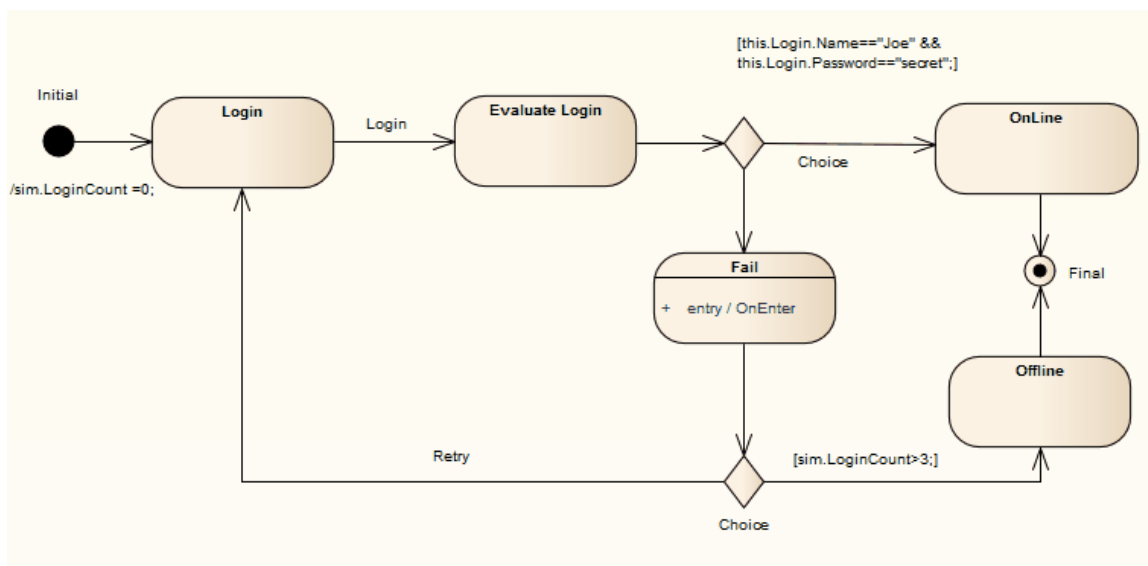 [this.Login.Name=="Joe" &&
this.Login.Password=="secret";]
Initial
Login
Login
Evaluate Login
OnLine
Choice
/sim.LoginCount =0;
Fail
+ entry / OnEnter
Final
Offline
Retry
[sim.LoginCount>3;]
Choice